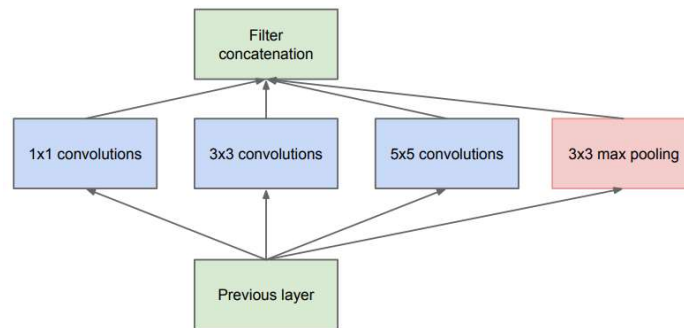 Filter
concatenation
1x1 convolutions
3x3 convolutions
5x5 convolutions
3x3 max pooling
Previous layer